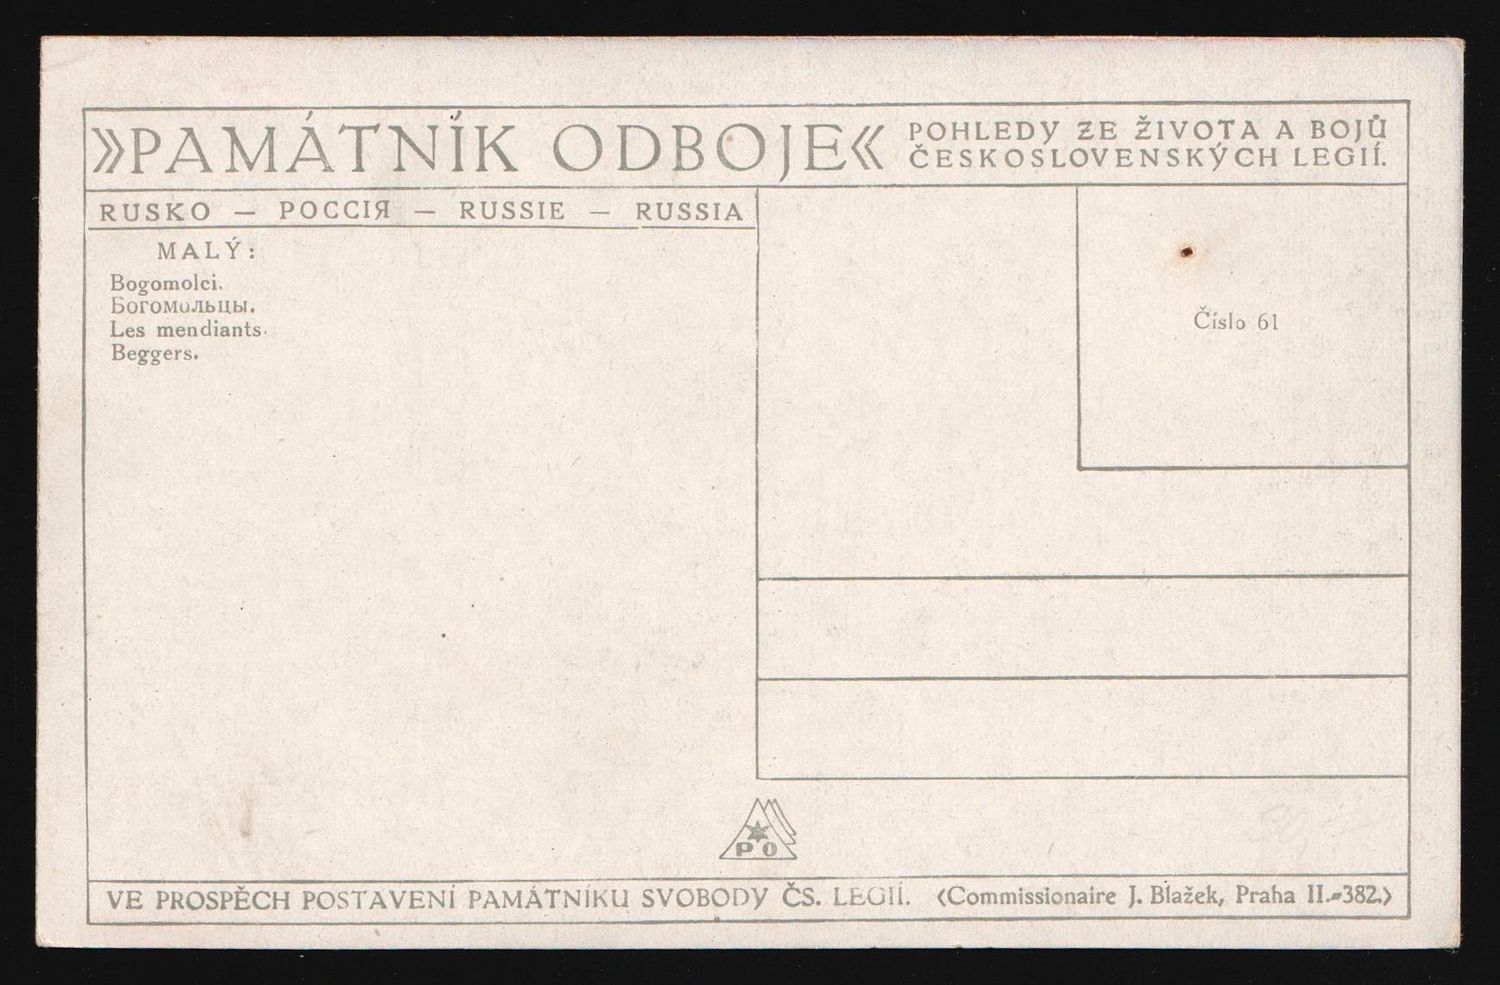 »PAMÁTNÍK ODBOJE« POHLEDY ZE ŽIVOTA A BOJŮ
ČESKOSLOVENSKÝCH LEGIÍ.
RUSKO — РОССІЯ — RUSSIE — RUSSIA
MALÝ:
Bogomolci.
Богомольцы.
Les mendiants.
Beggers.
Číslo 61
P O
VE PROSPĚCH POSTAVENÍ PAMÁTNÍKU SVOBODY ČS. LEGIÍ. (Commissionaire J. Blažek, Praha II.-382.)